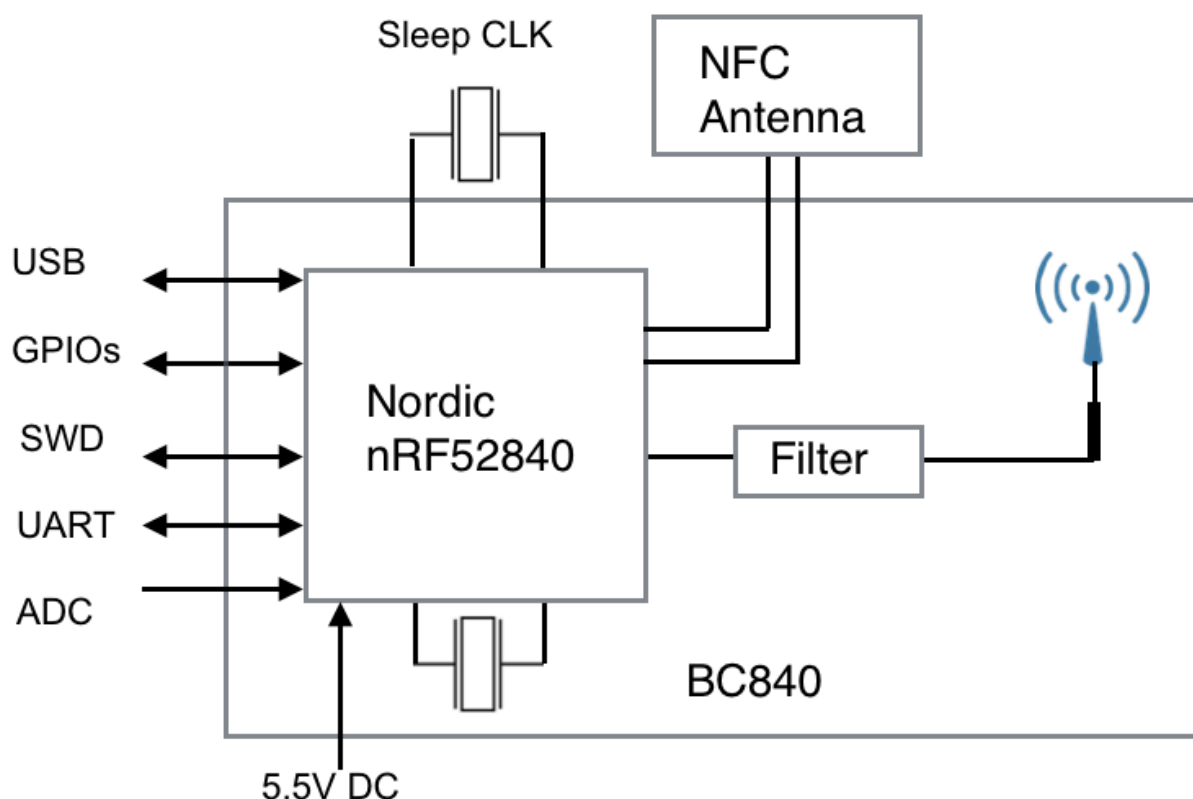 Sleep CLK
NFC
Antenna
USB
GPIOs
SWD
UART
ADC
Nordic
nRF52840
Filter
BC840
5.5V DC